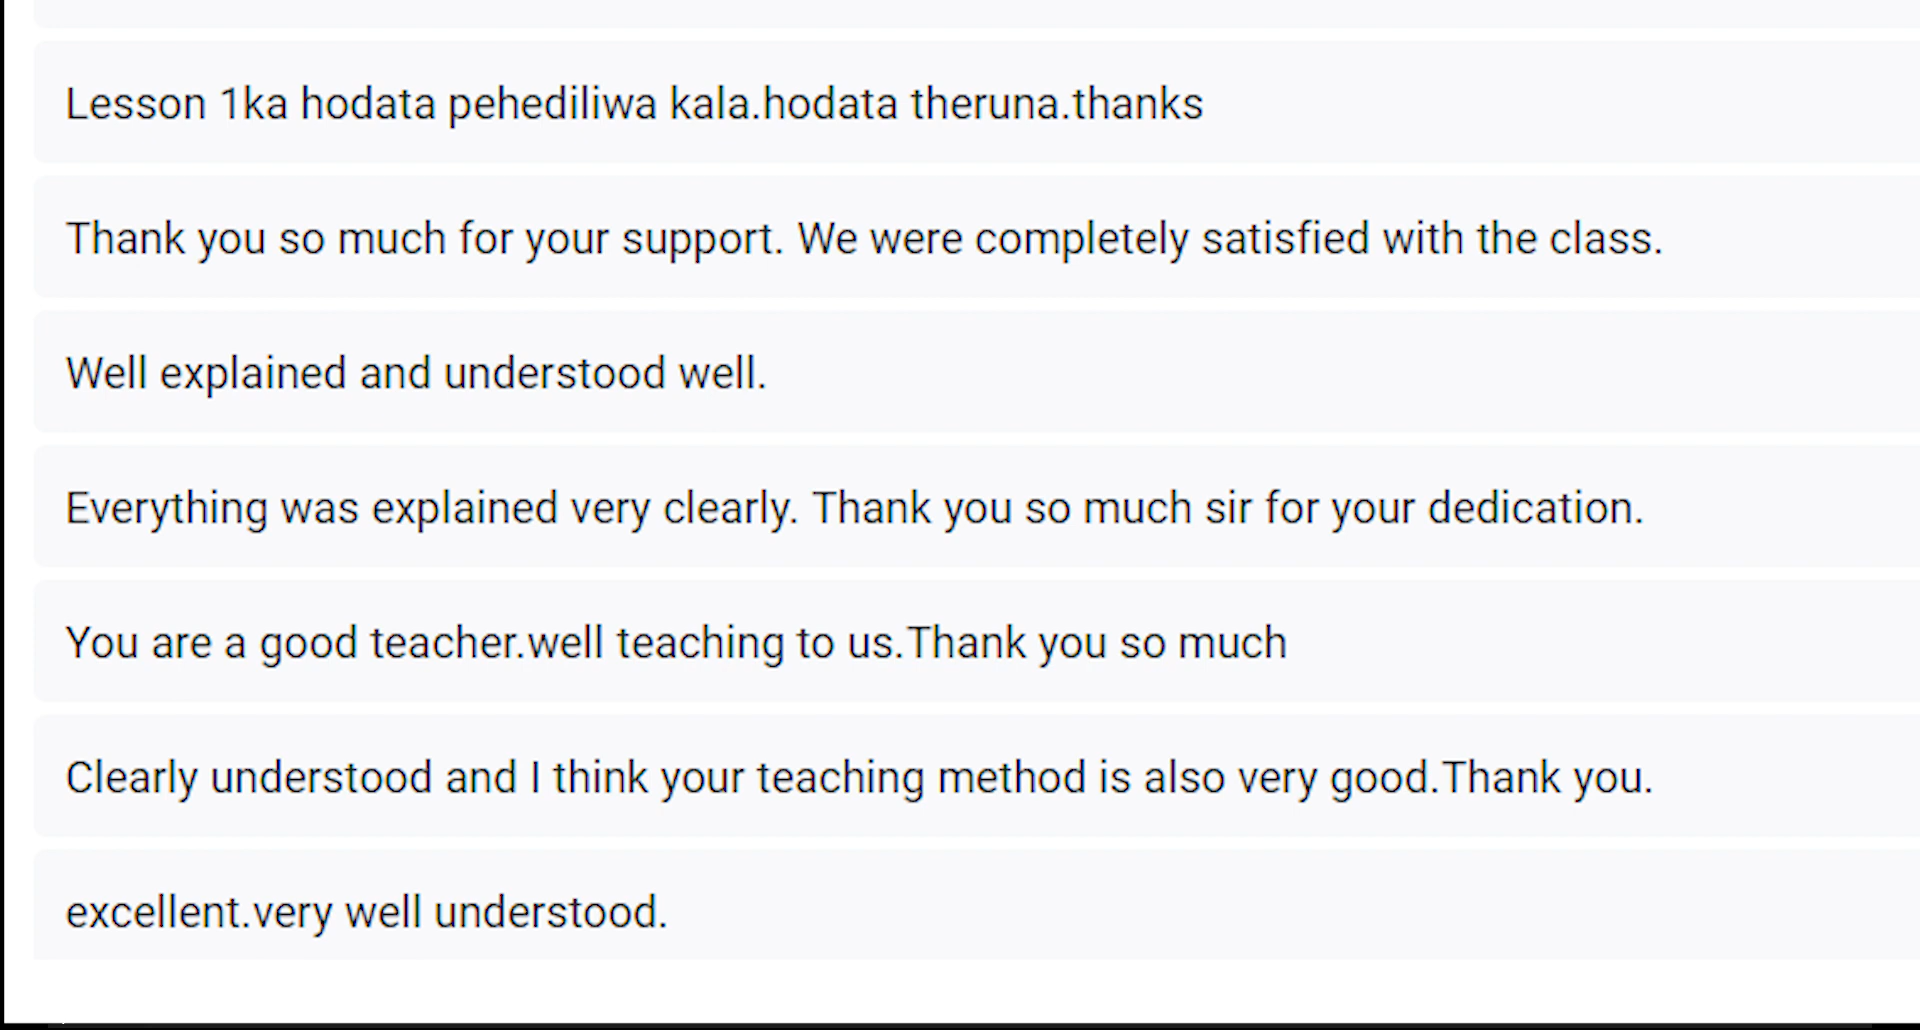 Lesson 1ka hodata pehediliwa kala.hodata theruna.thanks
Thank you so much for your support. We were completely satisfied with the class.
Well explained and understood well.
Everything was explained very clearly. Thank you so much sir for your dedication.
You are a good teacher.well teaching to us.Thank you so much
Clearly understood and I think your teaching method is also very good.Thank you.
excellent.very well understood.